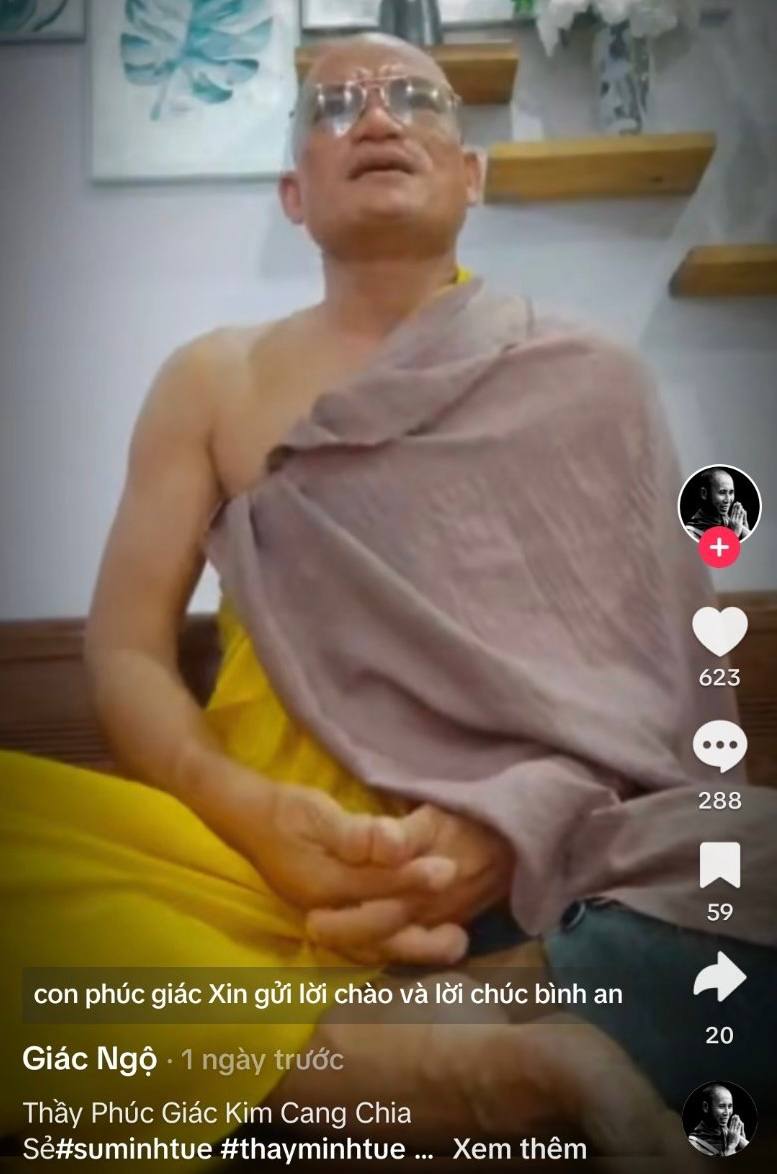 623
288
59
20
con phúc giác Xin gửi lời chào và lời chúc bình an
Giác Ngộ · 1 ngày trước
Thầy Phúc Giác Kim Cang Chia
Sẻ#suminhtue #thayminhtue ... Xem thêm